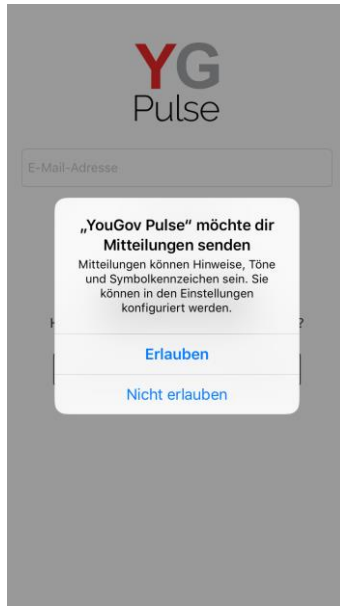 YG
Pulse
E-Mail-Adresse
„YouGov Pulse“ möchte dir
Mitteilungen senden
Mitteilungen können Hinweise, Töne
und Symbolkennzeichen sein. Sie
können in den Einstellungen
konfiguriert werden.
H ?
Erlauben
Nicht erlauben